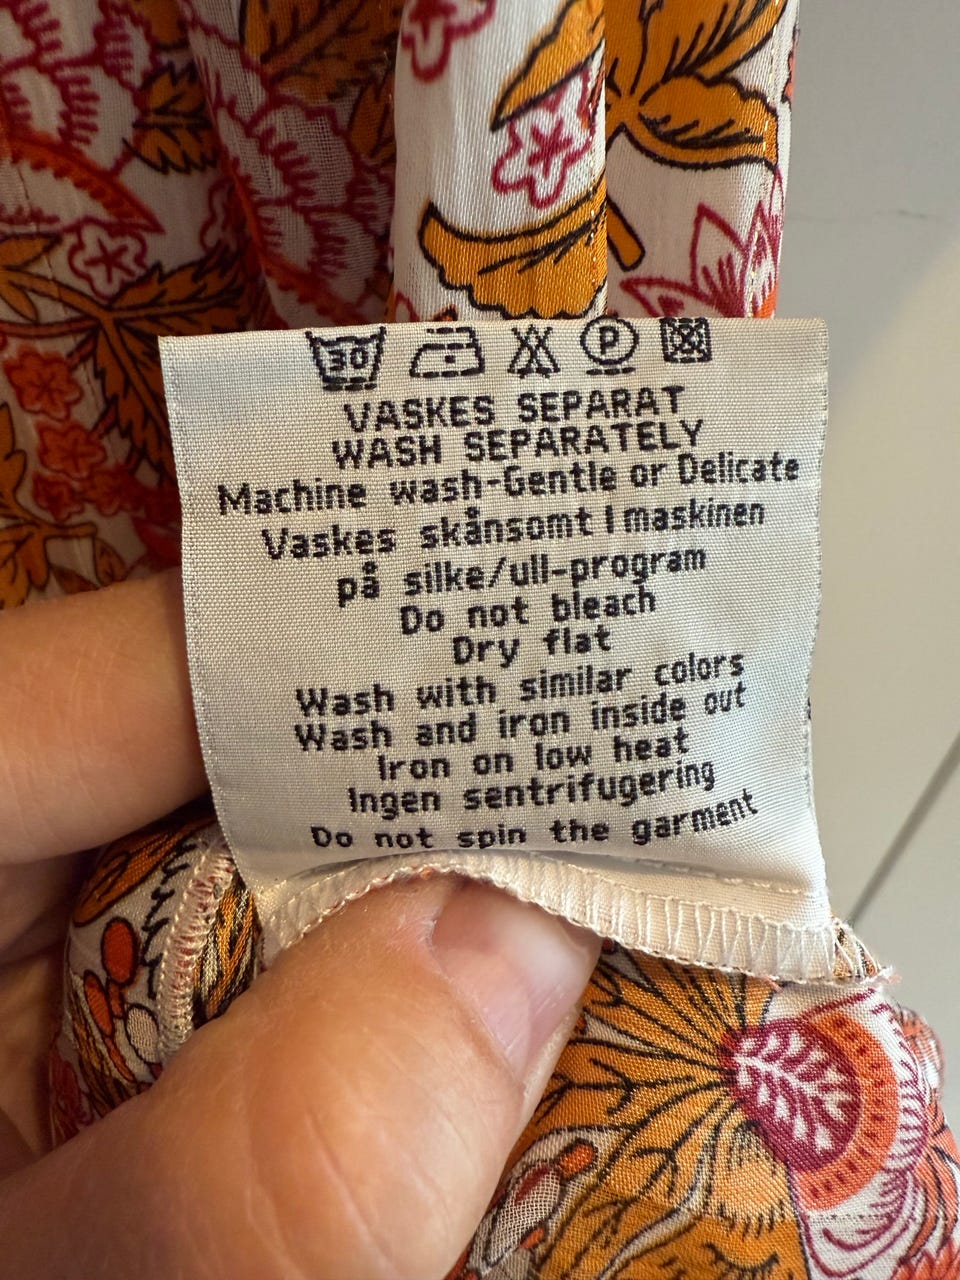 30 P
VASKES SEPARAT
WASH SEPARATELY
Machine wash-Gentle or Delicate
Vaskes skånsomt I maskinen
på silke/ull-program
Do not bleach
Dry flat
Wash with similar colors
Wash and iron inside out
Iron on low heat
Ingen sentrifugering
Do not spin the garment